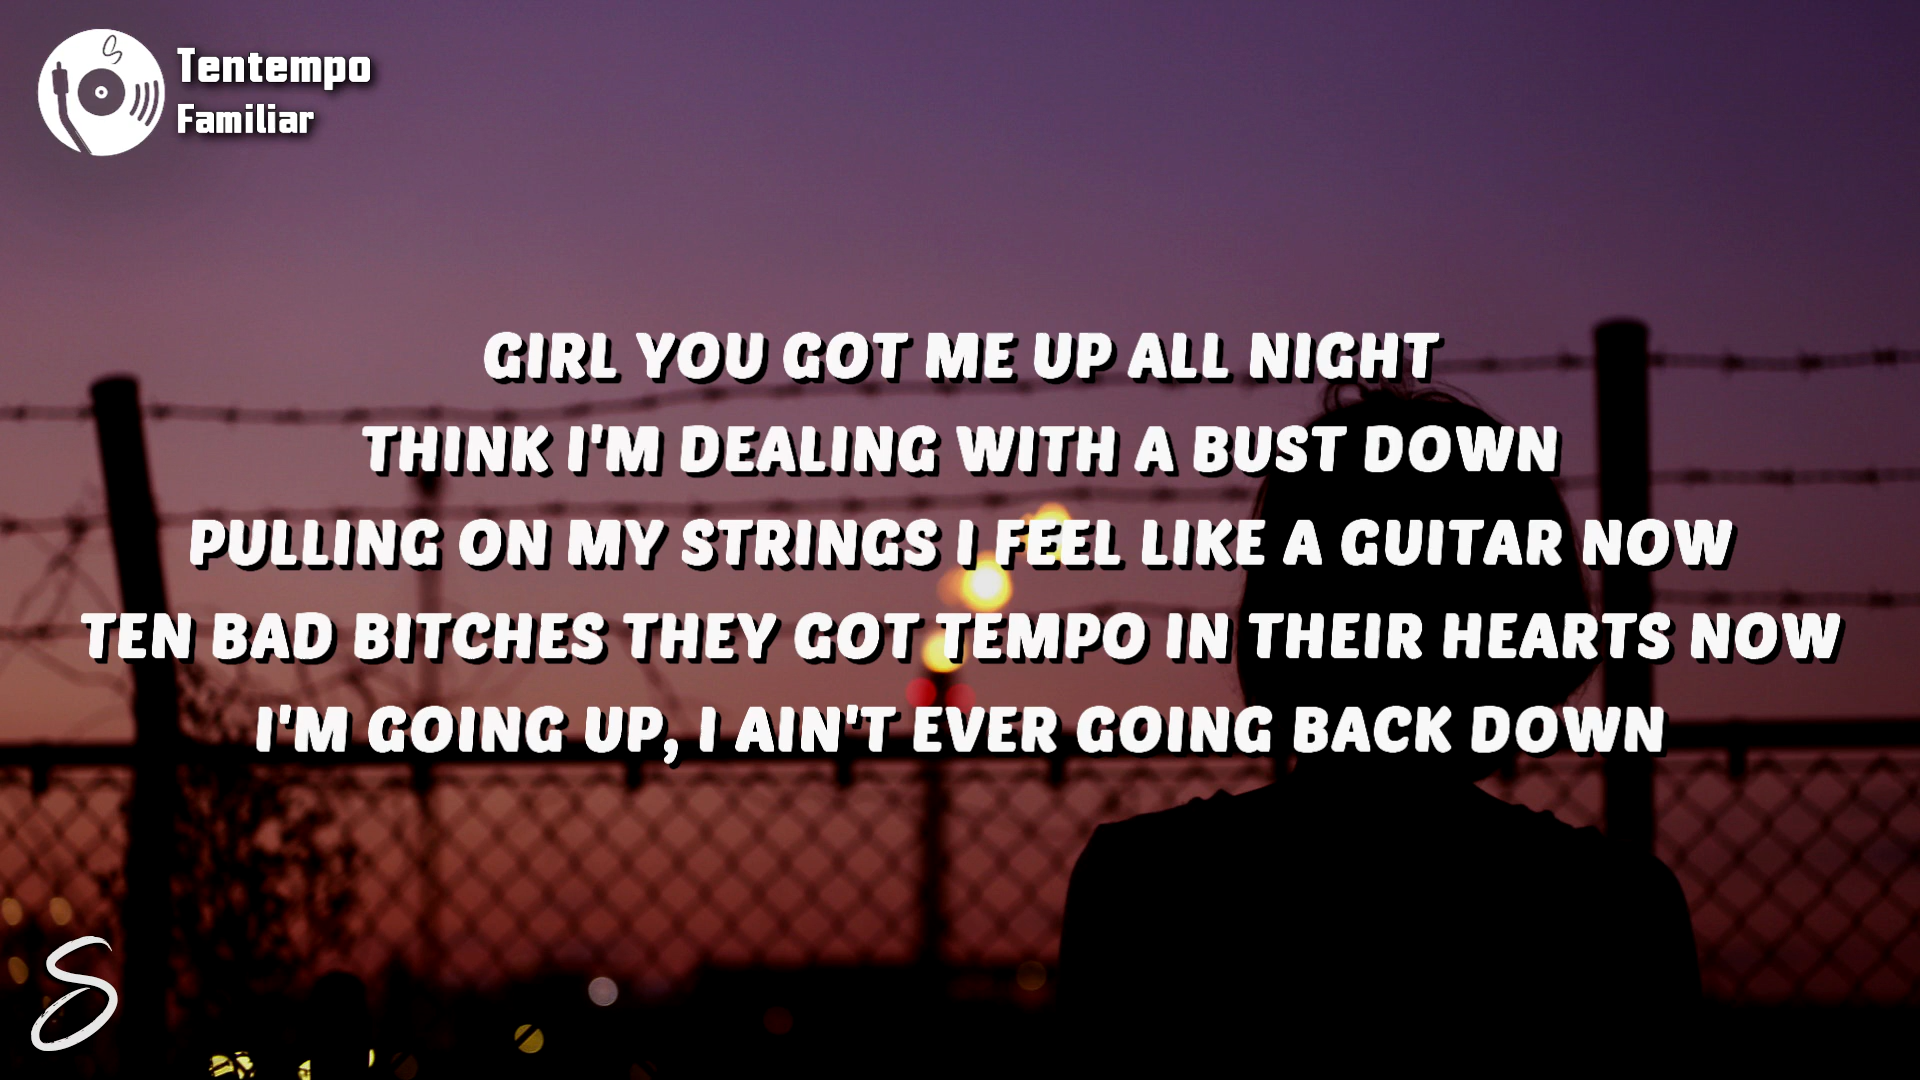 Tentempo
Familiar
GIRL YOU GOT ME UP ALL NIGHT
THINK I'M DEALING WITH A BUST DOWN
PULLING ON MY STRINGS I FEEL LIKE A GUITAR NOW
TEN BAD BITCHES THEY GOT TEMPO IN THEIR HEARTS NOW
I'M GOING UP, I AIN'T EVER GOING BACK DOWN
S